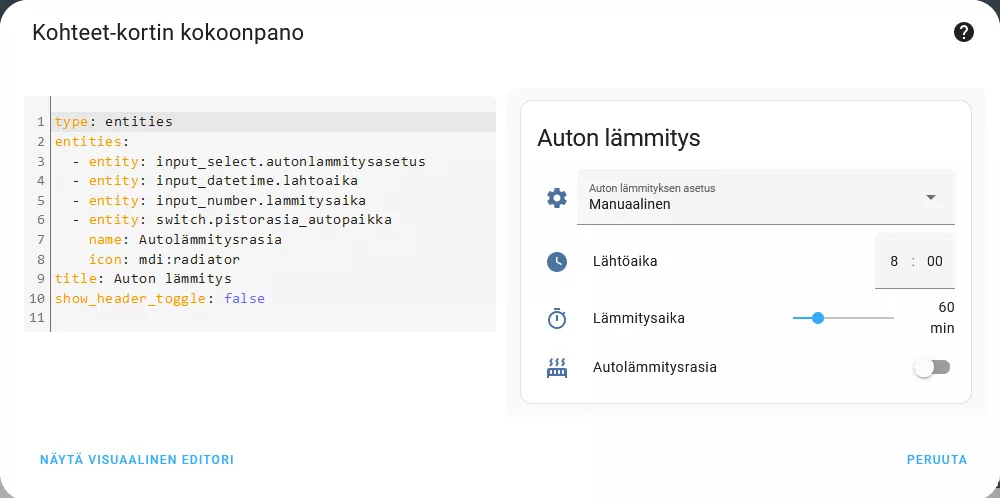 Kohteet-kortin kokoonpano
1 type: entities
2 entities:
3   - entity: input_select.autonlammitysasetus
4   - entity: input_datetime.lahtoaika
5   - entity: input_number.lammitysaika
6   - entity: switch.pistorasia_autopaikka
7     name: Autolämmitysrasia
8     icon: mdi:radiator
9 title: Auton lämmitys
10 show_header_toggle: false
11
Auton lämmitys
Auton lämmityksen asetus
Manuaalinen
Lähtöaika 8 : 00
Lämmitysaika 60
min
Autolämmitysrasia
NÄYTÄ VISUAALINEN EDITORI
PERUUTA